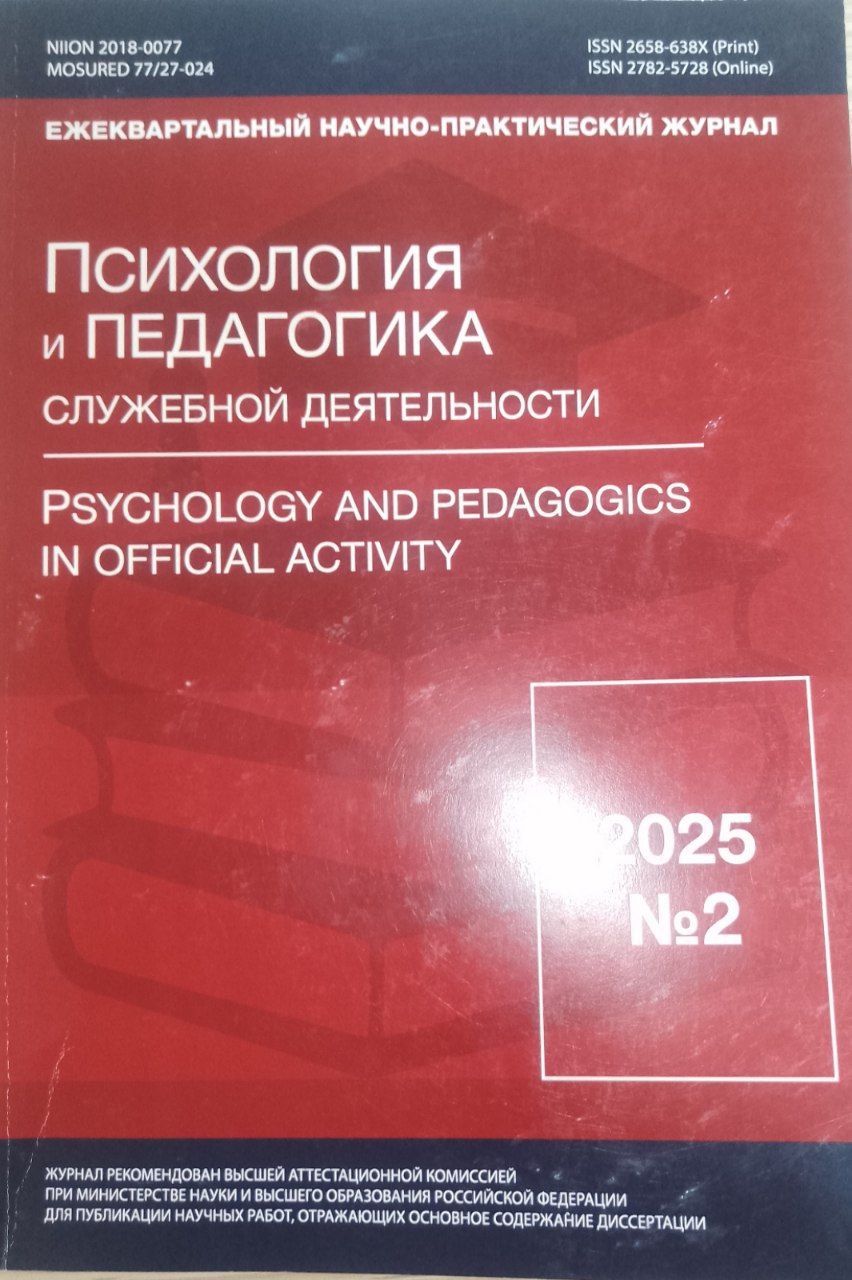 NIION 2018-0077
MOSURED 77/27-024
ISSN 2658-638X (Print)
ISSN 2782-5728 (Online)
ЕЖЕКВАРТАЛЬНЫЙ НАУЧНО-ПРАКТИЧЕСКИЙ ЖУРНАЛ
ПСИХОЛОГИЯ
И ПЕДАГОГИКА
СЛУЖЕБНОЙ ДЕЯТЕЛЬНОСТИ
PSYCHOLOGY AND PEDAGOGICS
IN OFFICIAL ACTIVITY
2025
№2
ЖУРНАЛ РЕКОМЕНДОВАН ВЫСШЕЙ АТТЕСТАЦИОННОЙ КОМИССИЕЙ
ПРИ МИНИСТЕРСТВЕ НАУКИ И ВЫСШЕГО ОБРАЗОВАНИЯ РОССИЙСКОЙ ФЕДЕРАЦИИ
ДЛЯ ПУБЛИКАЦИИ НАУЧНЫХ РАБОТ, ОТРАЖАЮЩИХ ОСНОВНОЕ СОДЕРЖАНИЕ ДИССЕРТАЦИИ